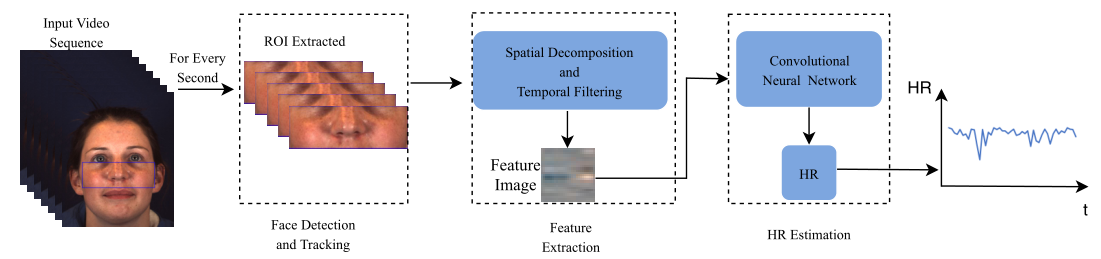 Input Video
Sequence
For Every
Second
ROI Extracted
Face Detection
and Tracking
Spatial Decomposition
and
Temporal Filtering
Feature
Image
Feature
Extraction
Convolutional
Neural Network
HR
HR Estimation
HR
t